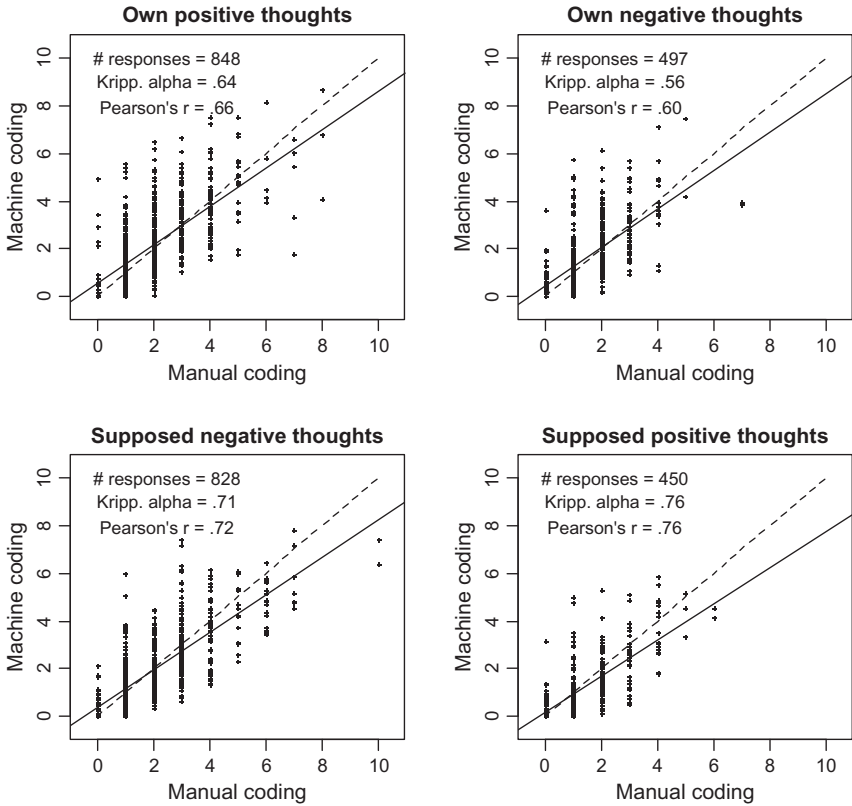 Own positive thoughts
# responses = 848
Kripp. alpha = .64
Pearson's r = .66
Machine coding
0 2 4 6 8 10
0 2 4 6 8 10
Manual coding
Own negative thoughts
# responses = 497
Kripp. alpha = .56
Pearson's r = .60
Machine coding
0 2 4 6 8 10
0 2 4 6 8 10
Manual coding
Supposed negative thoughts
# responses = 828
Kripp. alpha = .71
Pearson's r = .72
Machine coding
0 2 4 6 8 10
0 2 4 6 8 10
Manual coding
Supposed positive thoughts
# responses = 450
Kripp. alpha = .76
Pearson's r = .76
Machine coding
0 2 4 6 8 10
0 2 4 6 8 10
Manual coding